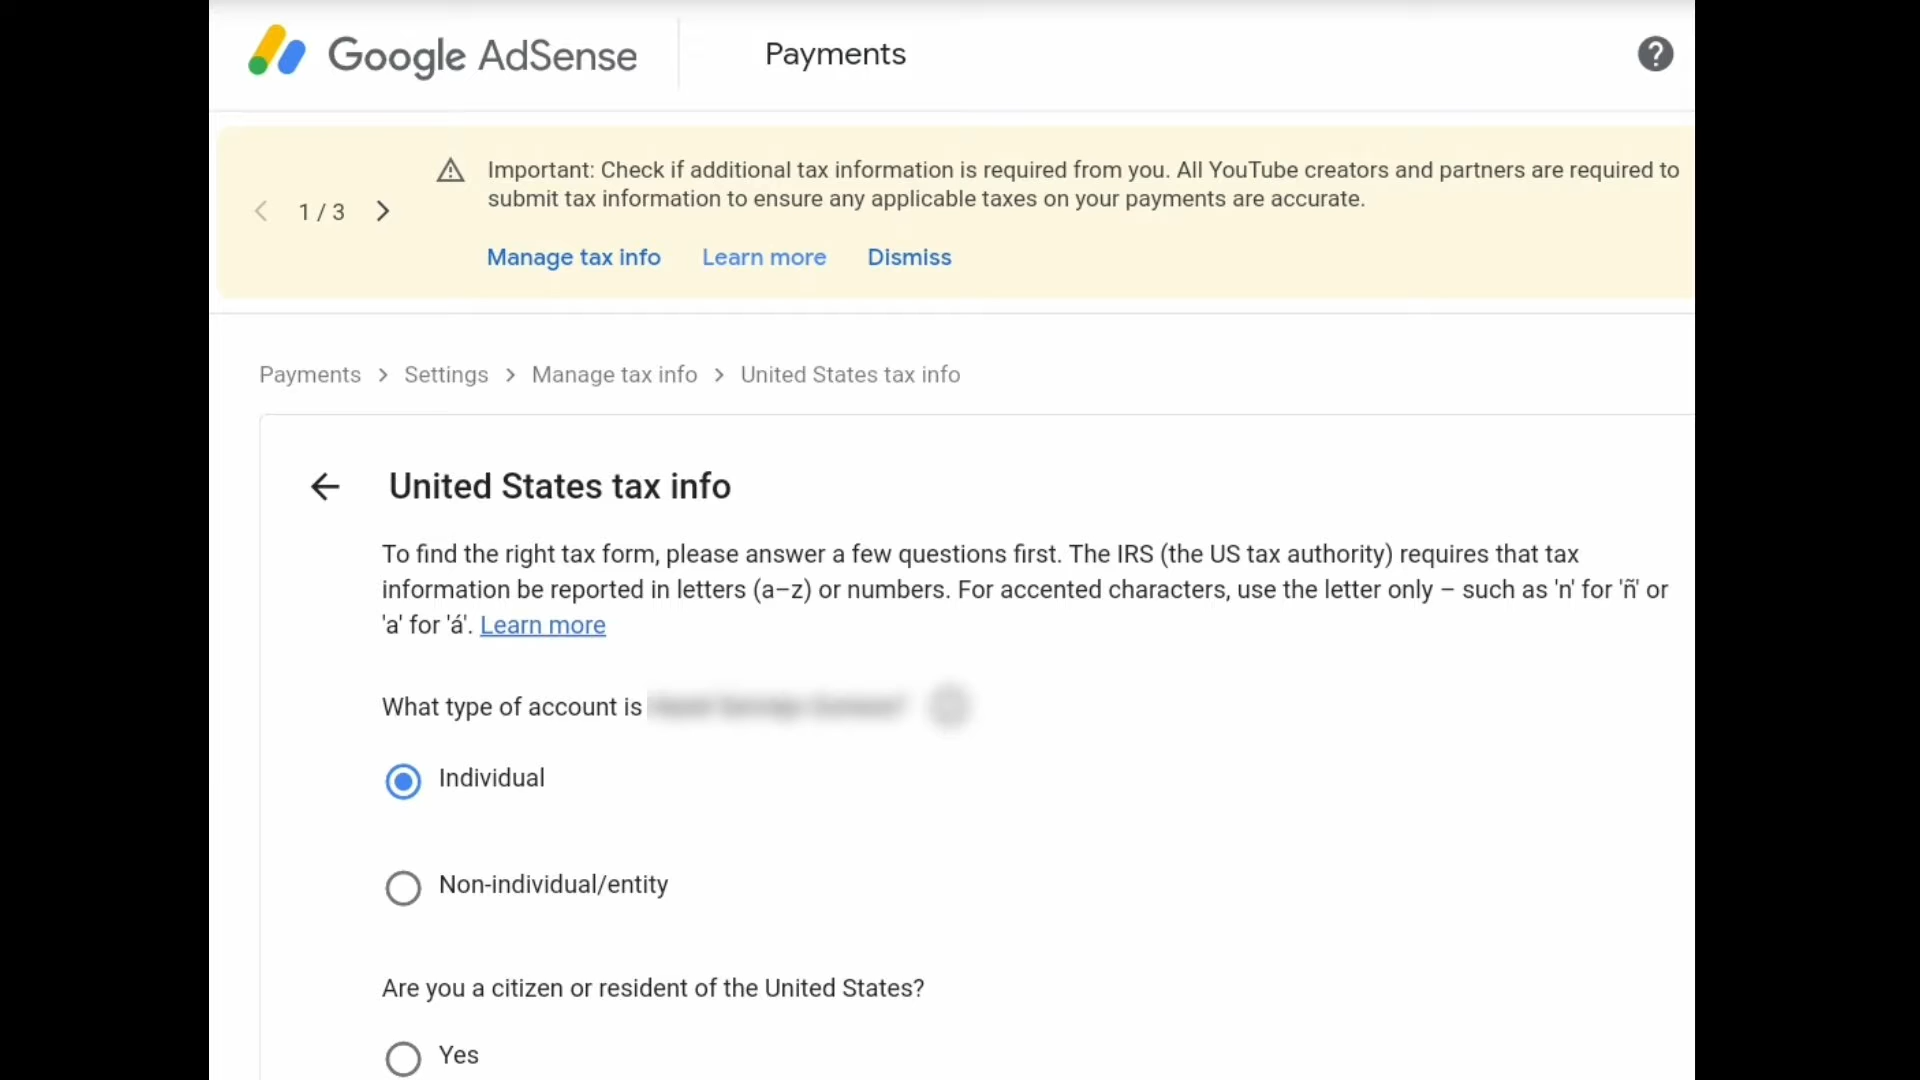 Google AdSense
Payments
1 / 3
Important: Check if additional tax information is required from you. All YouTube creators and partners are required to
submit tax information to ensure any applicable taxes on your payments are accurate.
Manage tax info Learn more Dismiss
Payments > Settings > Manage tax info > United States tax info
United States tax info
To find the right tax form, please answer a few questions first. The IRS (the US tax authority) requires that tax
information be reported in letters (a–z) or numbers. For accented characters, use the letter only – such as 'n' for 'ñ' or
'a' for 'á'. Learn more
What type of account is
Individual
Non-individual/entity
Are you a citizen or resident of the United States?
Yes